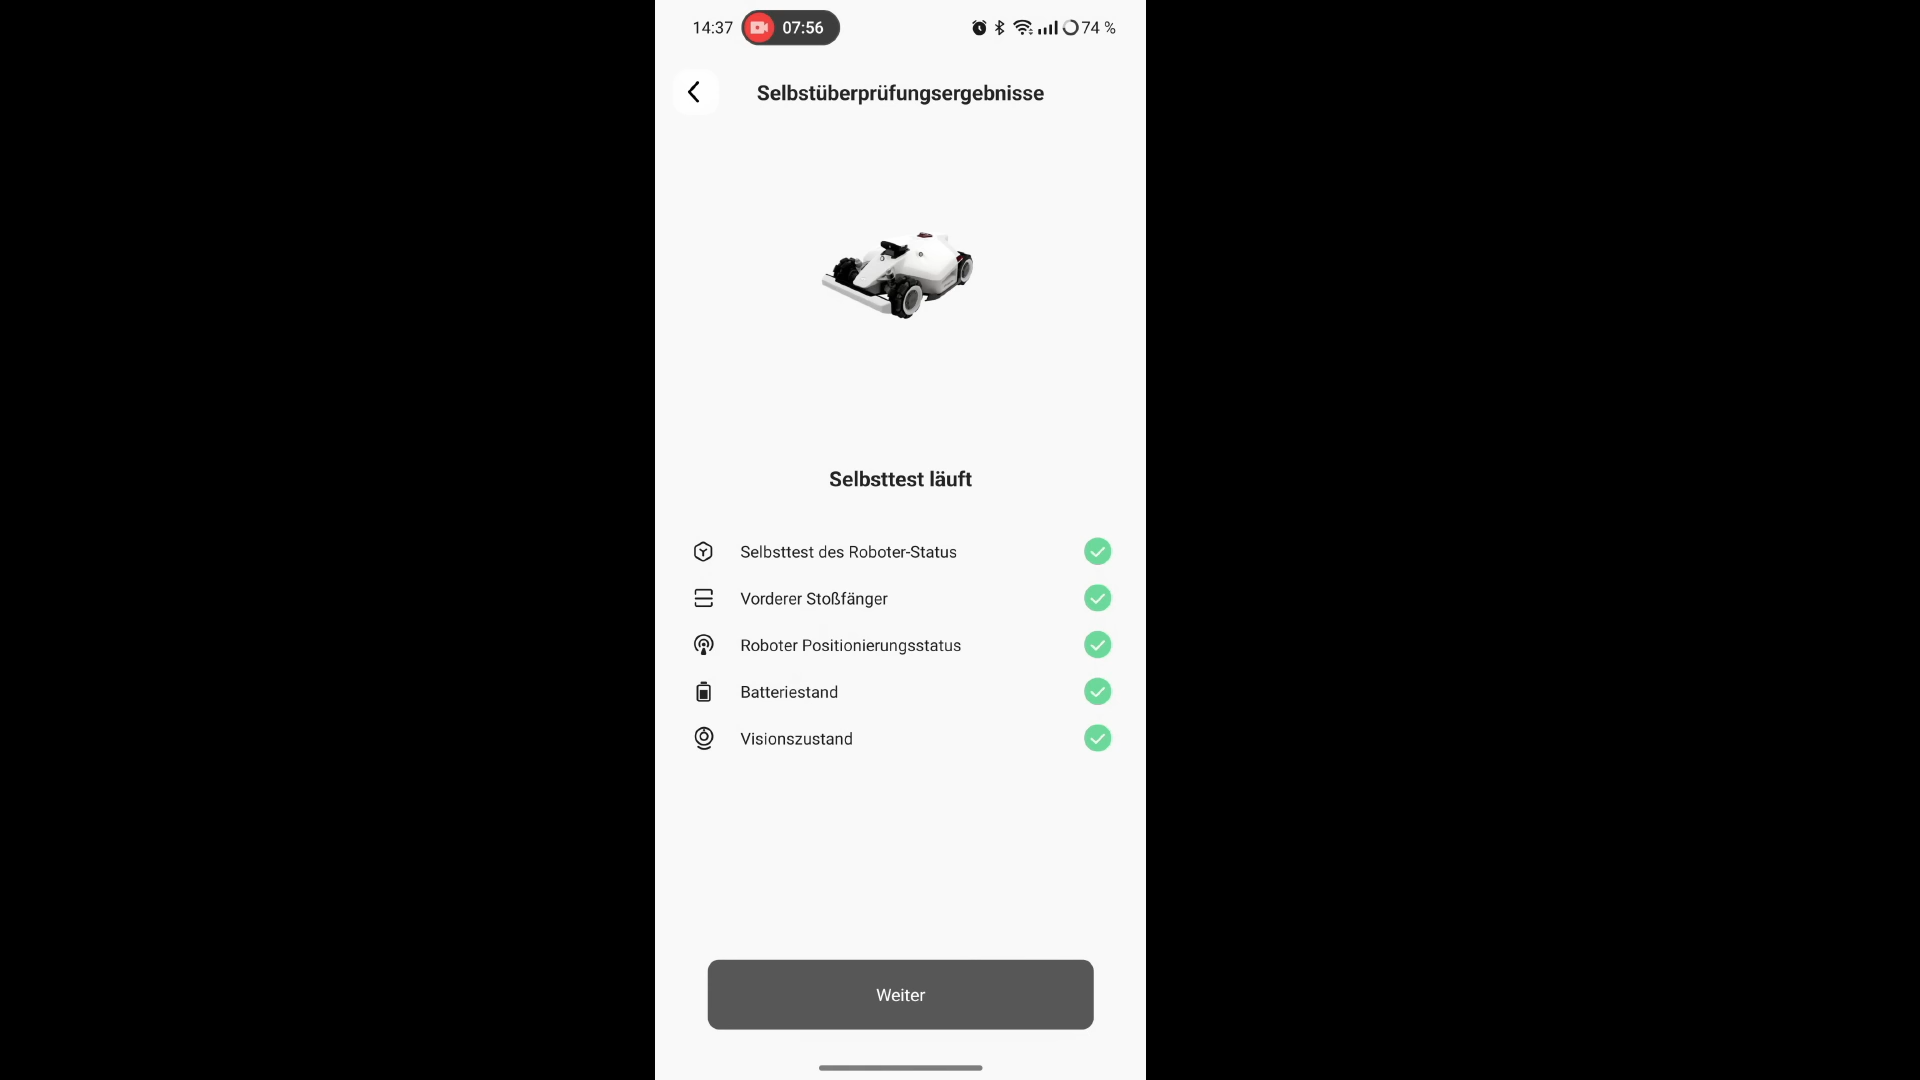 14:37 07:56 74 %
Selbstüberprüfungsergebnisse
Selbsttest läuft
Selbsttest des Roboter-Status
Vorderer Stoßfänger
Roboter Positionierungsstatus
Batteriestand
Visionszustand
Weiter